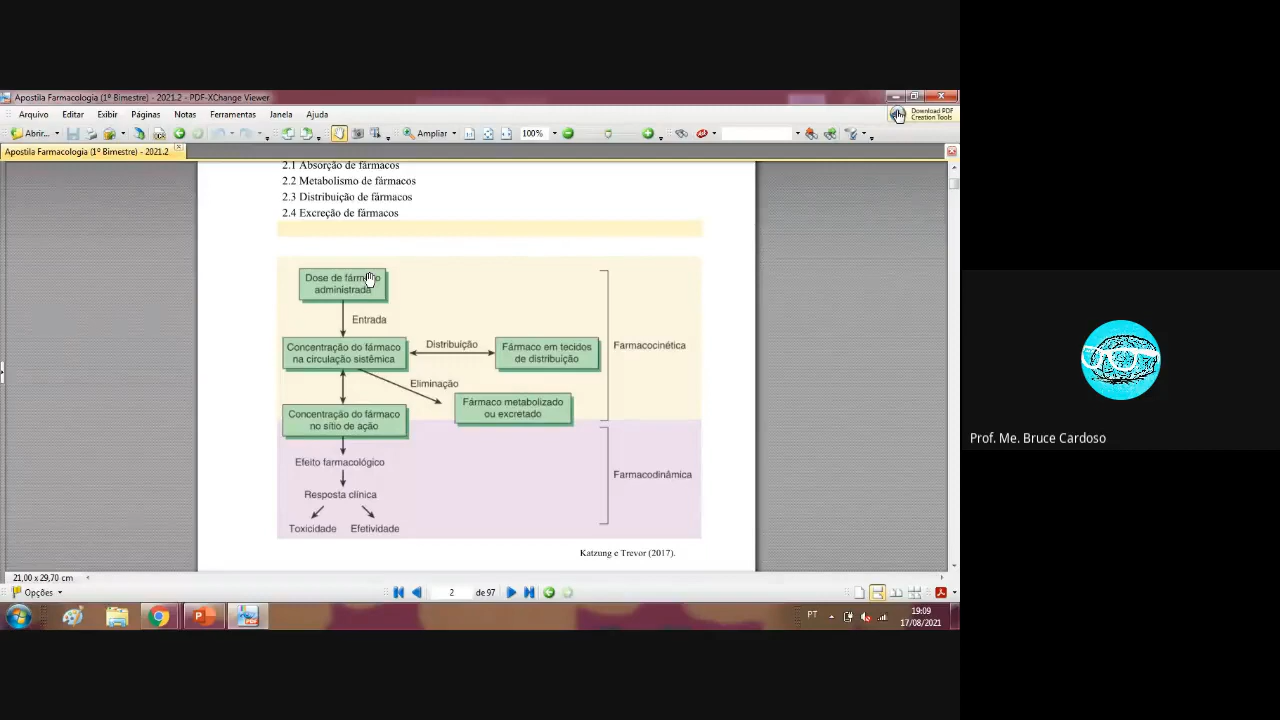 Apostila Farmacologia (1º Bimestre) - 2021.2 - PDF-XChange Viewer
Arquivo Editar Exibir Páginas Notas Ferramentas Janela Ajuda
Download PDF
Creation Tools
Abrir... Ampliar 100%
Apostila Farmacologia (1º Bimestre) - 2021.2
2.1 Absorção de fármacos
2.2 Metabolismo de fármacos
2.3 Distribuição de fármacos
2.4 Excreção de fármacos
Dose de fármaco
administrada
Entrada
Concentração do fármaco
na circulação sistêmica
Distribuição
Fármaco em tecidos
de distribuição
Farmacocinética
Eliminação
Fármaco metabolizado
ou excretado
Concentração do fármaco
no sítio de ação
Efeito farmacológico
Farmacodinâmica
Resposta clínica
Toxicidade Efetividade
Katzung e Trevor (2017).
Prof. Me. Bruce Cardoso
21,00 x 29,70 cm
Opções
2 de 97
PT
19:09
17/08/2021